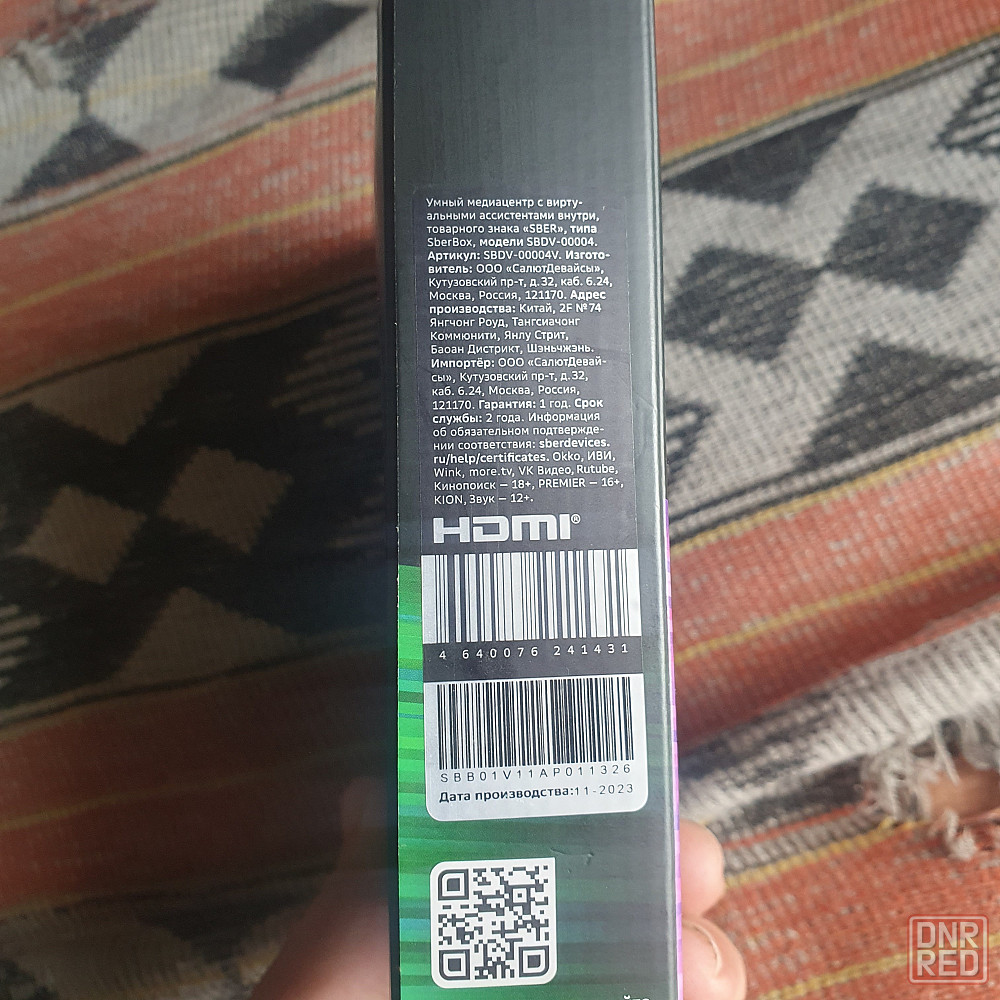 Умный медиацентр с вирту-
альными ассистентами внутри,
товарного знака «SBER», типа
SberBox, модели SBDV-00004.
Артикул: SBDV-00004V. Изгото-
витель: ООО «СалютДевайсы»,
Кутузовский пр-т, д.32, каб. 6.24,
Москва, Россия, 121170. Адрес
производства: Китай, 2F №74
Янгчонг Роуд, Тангсиачонг
Коммюнити, Янлу Стрит,
Баоан Дистрикт, Шэньчжэнь.
Импортёр: ООО «СалютДевай-
сы», Кутузовский пр-т, д.32,
каб. 6.24, Москва, Россия,
121170. Гарантия: 1 год. Срок
службы: 2 года. Информация
об обязательном подтвержде-
нии соответствия: sberdevices.
ru/help/certificates. Okko, ИВИ,
Wink, more.tv, VK Видео, Rutube,
Кинопоиск — 18+, PREMIER — 16+,
KION, Звук — 12+.
HDMI®
4 640076 241431
SBB01V11AP011326
Дата производства:11-2023
DNR
RED